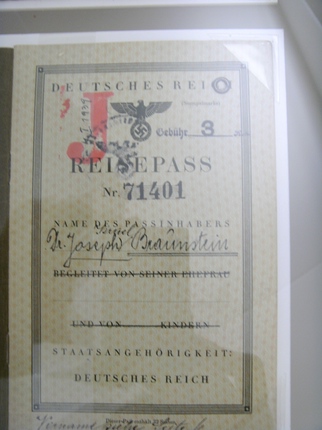 DEUTSCHES REICH
J
Gebühr 3
REISEPASS
Nr. 71401
NAME DES PASSINHABERS
Dr. Joseph Braunstein
BEGLEITET VON SEINER EHEFRAU
UND VON KINDERN
STAATSANGEHÖRIGKEIT:
DEUTSCHES REICH